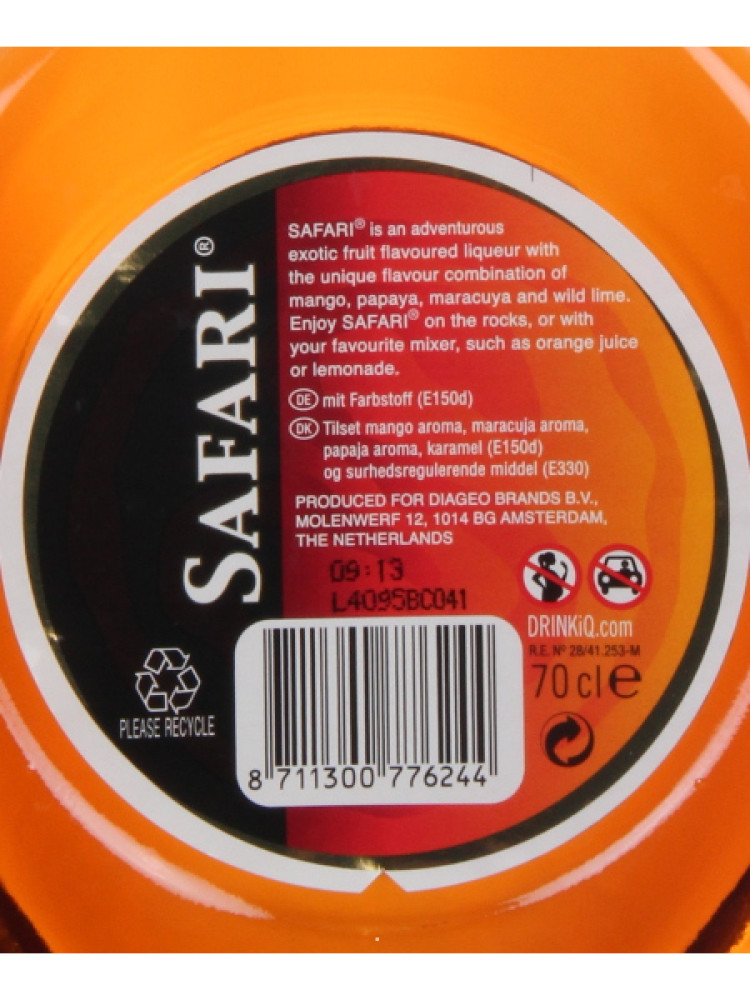 SAFARI®
SAFARI® is an adventurous
exotic fruit flavoured liqueur with
the unique flavour combination of
mango, papaya, maracuya and wild lime.
Enjoy SAFARI® on the rocks, or with
your favourite mixer, such as orange juice
or lemonade.
DE mit Farbstoff (E150d)
DK Tilset mango aroma, maracuja aroma,
papaja aroma, karamel (E150d)
og surhedsregulerende middel (E330)
PRODUCED FOR DIAGEO BRANDS B.V.,
MOLENWERF 12, 1014 BG AMSTERDAM,
THE NETHERLANDS
09:13
L4095BC041
DRINKiQ.com
R.E. Nº 28/41.253-M
70 cl e
PLEASE RECYCLE
8 711300 776244